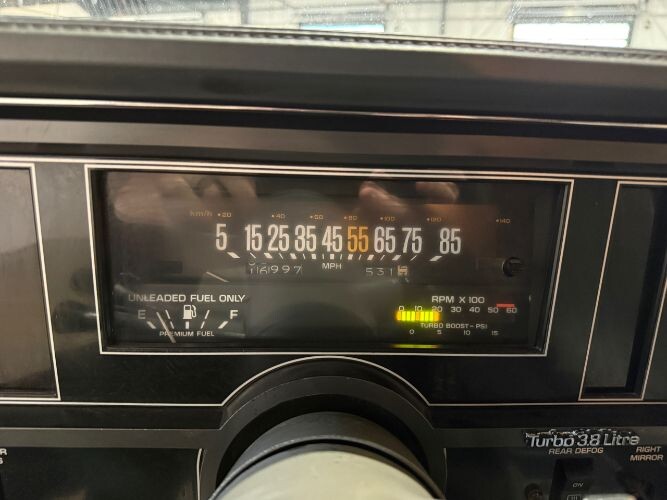 km/h 20 40 60 80 100 120 140
5 15 25 35 45 55 65 75 85
16997 MPH 531
UNLEADED FUEL ONLY
E F
PREMIUM FUEL
RPM X 100
0 10 20 30 40 50 60
TURBO BOOST-PSI
0 5 10 15
Turbo 3.8 Litre
REAR DEFOG
RIGHT
MIRROR
ON